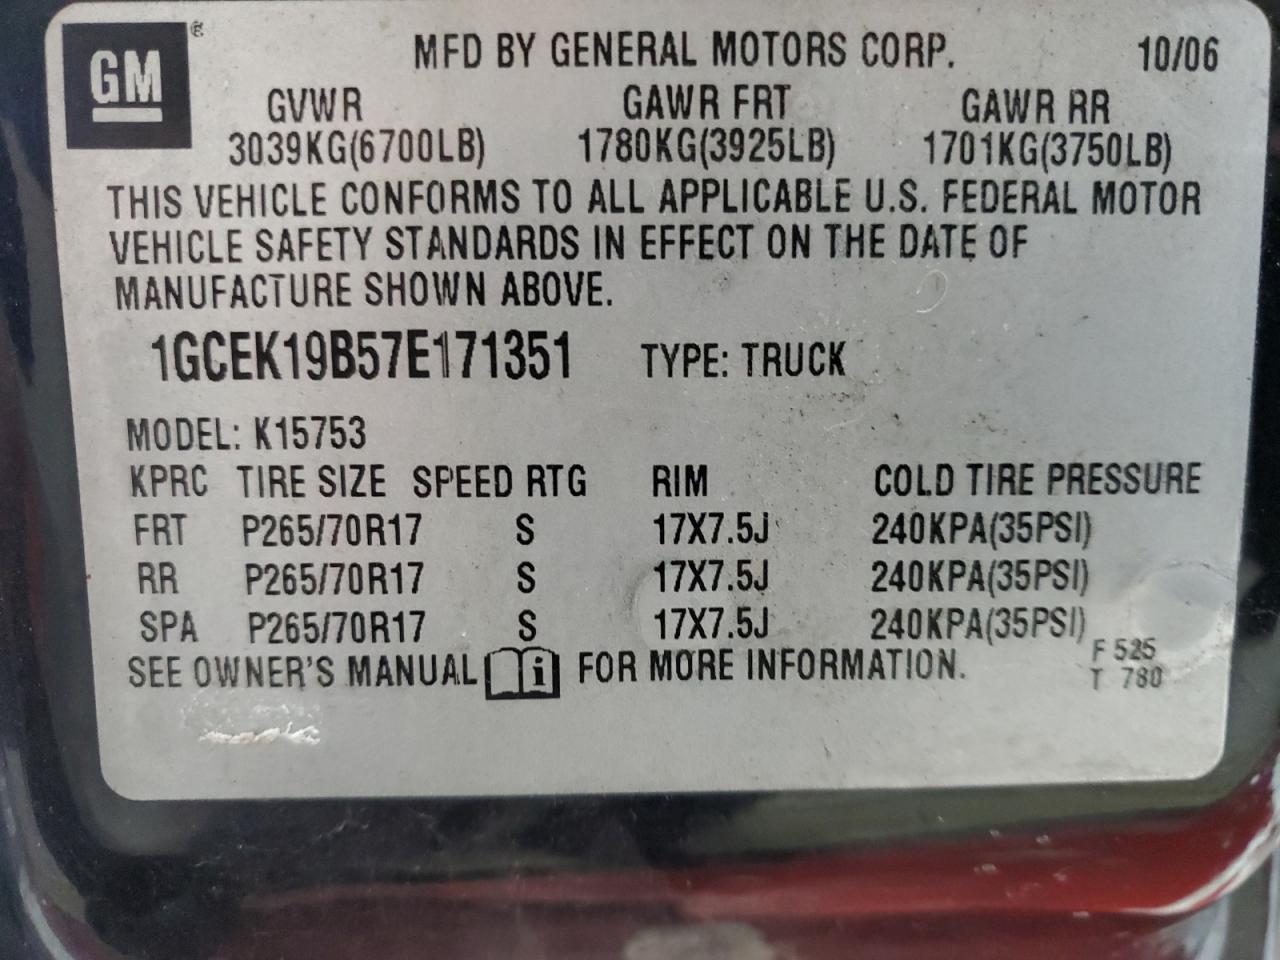 GM ®
MFD BY GENERAL MOTORS CORP. 10/06
GVWR GAWR FRT GAWR RR
3039KG(6700LB) 1780KG(3925LB) 1701KG(3750LB)
THIS VEHICLE CONFORMS TO ALL APPLICABLE U.S. FEDERAL MOTOR
VEHICLE SAFETY STANDARDS IN EFFECT ON THE DATE OF
MANUFACTURE SHOWN ABOVE.
1GCEK19B57E171351 TYPE: TRUCK
MODEL: K15753
KPRC TIRE SIZE SPEED RTG RIM COLD TIRE PRESSURE
FRT P265/70R17 S 17X7.5J 240KPA(35PSI)
RR P265/70R17 S 17X7.5J 240KPA(35PSI)
SPA P265/70R17 S 17X7.5J 240KPA(35PSI)
SEE OWNER'S MANUAL i FOR MORE INFORMATION.
F 525
T 780